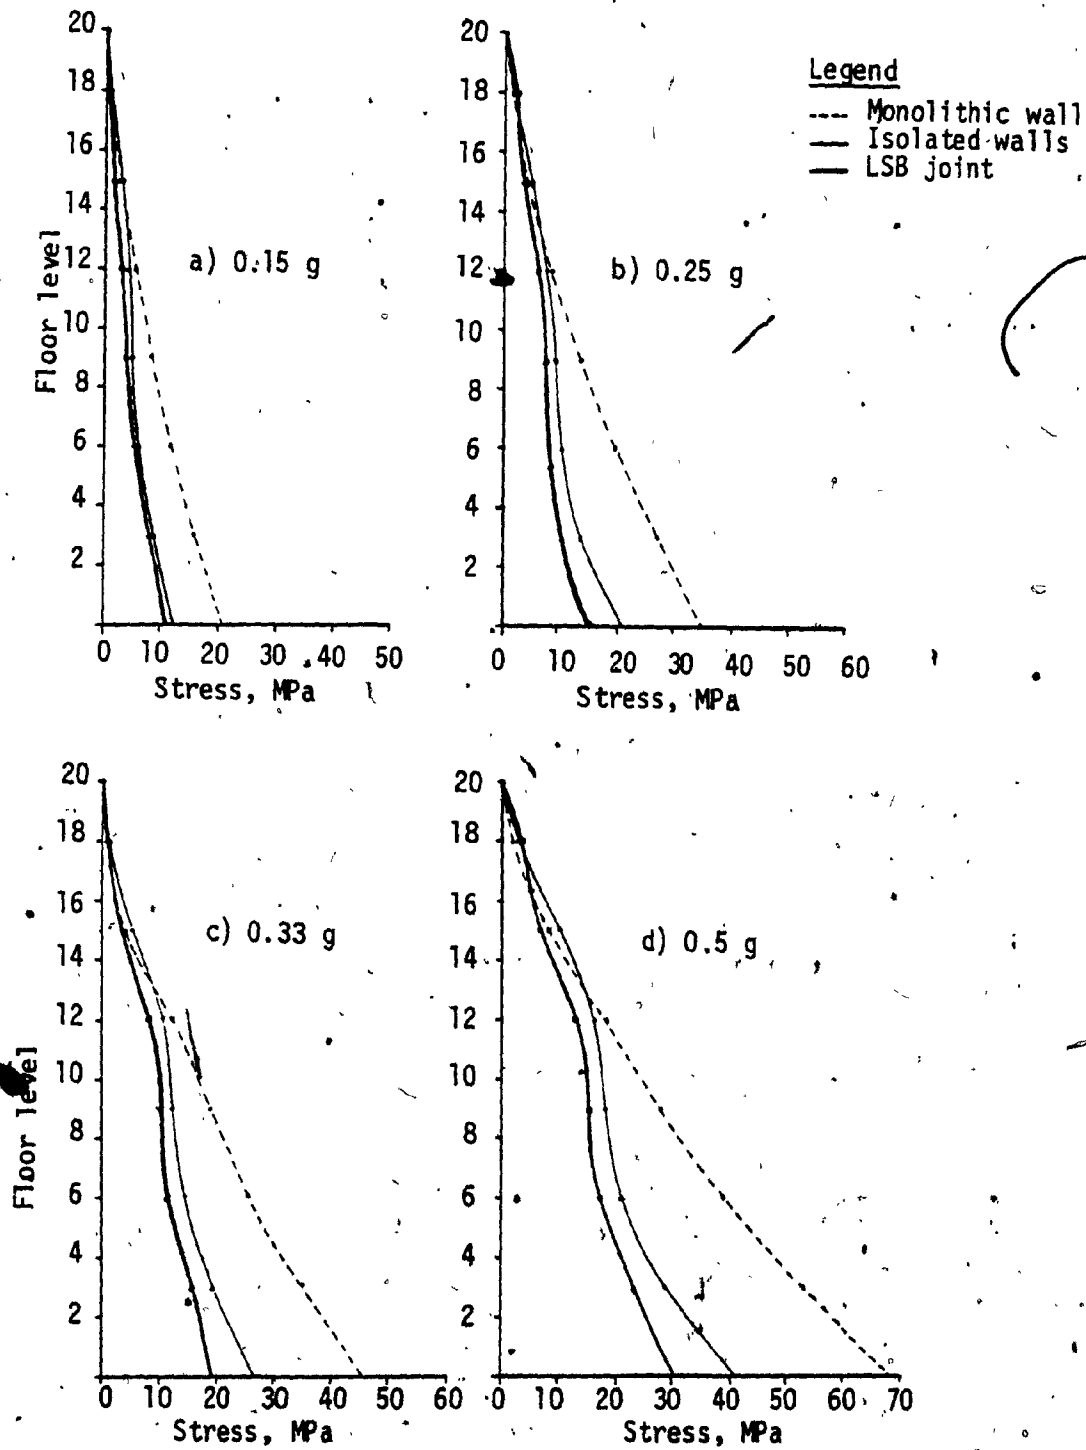 Legend
---- Monolithic wall
— Isolated walls
— LSB joint
a) 0.15 g
Floor level
20
18
16
14
12
10
8
6
4
2
0 10 20 30 40 50
Stress, MPa
b) 0.25 g
20
18
16
14
12
10
8
6
4
2
0 10 20 30 40 50 60
Stress, MPa
c) 0.33 g
Floor level
20
18
16
14
12
10
8
6
4
2
0 10 20 30 40 50 60
Stress, MPa
d) 0.5 g
20
18
16
14
12
10
8
6
4
2
0 10 20 30 40 50 60 70
Stress, MPa